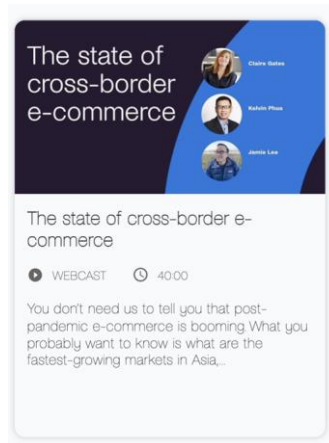 The state of
cross-border
e-commerce
Claire Gates
Kelvin Phua
Jamie Lee
The state of cross-border e-
commerce
WEBCAST 40:00
You don't need us to tell you that post-
pandemic e-commerce is booming. What you
probably want to know is what are the
fastest-growing markets in Asia,...